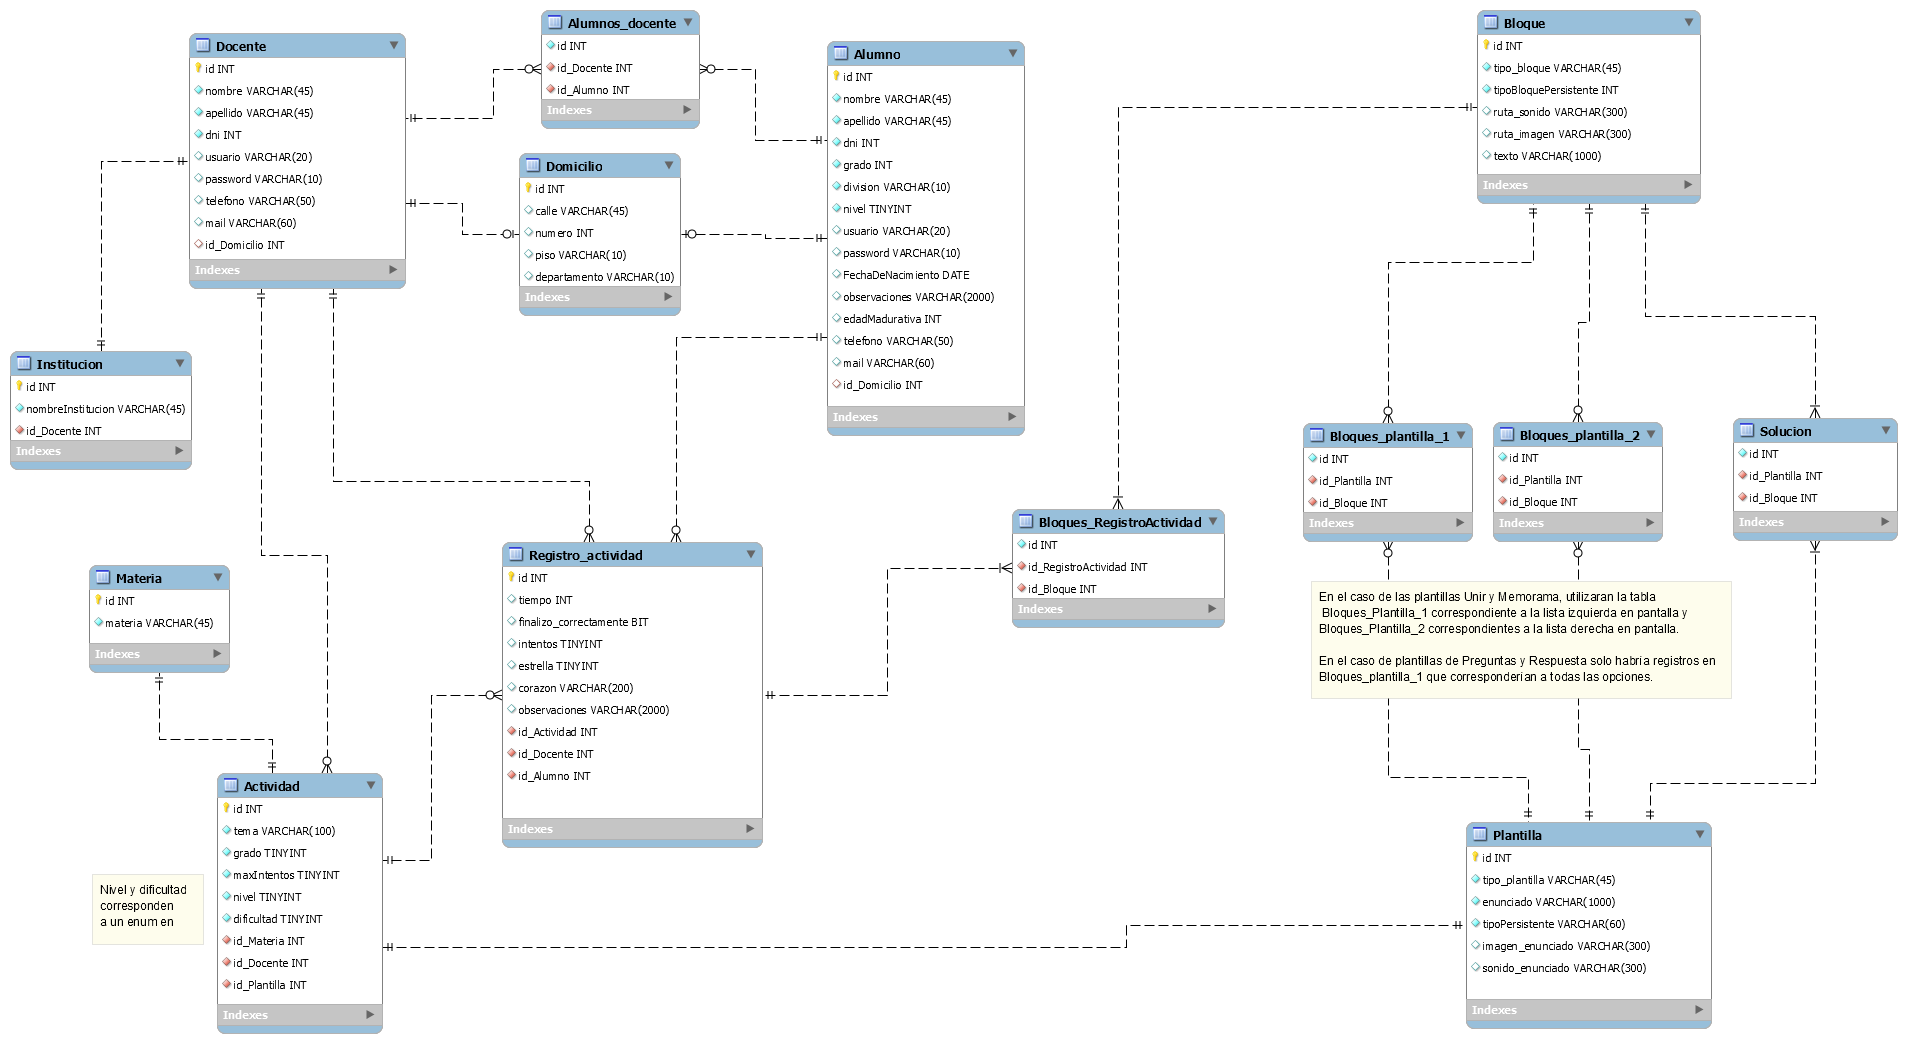 Docente
id INT
nombre VARCHAR(45)
apellido VARCHAR(45)
dni INT
usuario VARCHAR(20)
password VARCHAR(10)
telefono VARCHAR(50)
mail VARCHAR(60)
id_Domicilio INT
Indexes
Alumnos_docente
id INT
id_Docente INT
id_Alumno INT
Indexes
Domicilio
id INT
calle VARCHAR(45)
numero INT
piso VARCHAR(10)
departamento VARCHAR(10)
Indexes
Alumno
id INT
nombre VARCHAR(45)
apellido VARCHAR(45)
dni INT
grado INT
division VARCHAR(10)
nivel TINYINT
usuario VARCHAR(20)
password VARCHAR(10)
FechaDeNacimiento DATE
observaciones VARCHAR(2000)
edadMadurativa INT
telefono VARCHAR(50)
mail VARCHAR(60)
id_Domicilio INT
Indexes
Bloque
id INT
tipo_bloque VARCHAR(45)
tipoBloquePersistente INT
ruta_sonido VARCHAR(300)
ruta_imagen VARCHAR(300)
texto VARCHAR(1000)
Indexes
Institucion
id INT
nombreInstitucion VARCHAR(45)
id_Docente INT
Indexes
Bloques_plantilla_1
id INT
id_Plantilla INT
id_Bloque INT
Indexes
Bloques_plantilla_2
id INT
id_Plantilla INT
id_Bloque INT
Indexes
Solucion
id INT
id_Plantilla INT
id_Bloque INT
Indexes
Bloques_RegistroActividad
id INT
id_RegistroActividad INT
id_Bloque INT
Indexes
Registro_actividad
id INT
tiempo INT
finalizo_correctamente BIT
intentos TINYINT
estrella TINYINT
corazon VARCHAR(200)
observaciones VARCHAR(2000)
id_Actividad INT
id_Docente INT
id_Alumno INT
Indexes
Materia
id INT
materia VARCHAR(45)
Indexes
En el caso de las plantillas Unir y Memorama, utilizaran la tabla
Bloques_Plantilla_1 correspondiente a la lista izquierda en pantalla y
Bloques_Plantilla_2 correspondientes a la lista derecha en pantalla.
En el caso de plantillas de Preguntas y Respuesta solo habría registros en
Bloques_plantilla_1 que corresponderían a todas las opciones.
Actividad
id INT
tema VARCHAR(100)
grado TINYINT
maxIntentos TINYINT
nivel TINYINT
dificultad TINYINT
id_Materia INT
id_Docente INT
id_Plantilla INT
Indexes
Nivel y dificultad
corresponden
a un enum en
Plantilla
id INT
tipo_plantilla VARCHAR(45)
enunciado VARCHAR(1000)
tipoPersistente VARCHAR(60)
imagen_enunciado VARCHAR(300)
sonido_enunciado VARCHAR(300)
Indexes